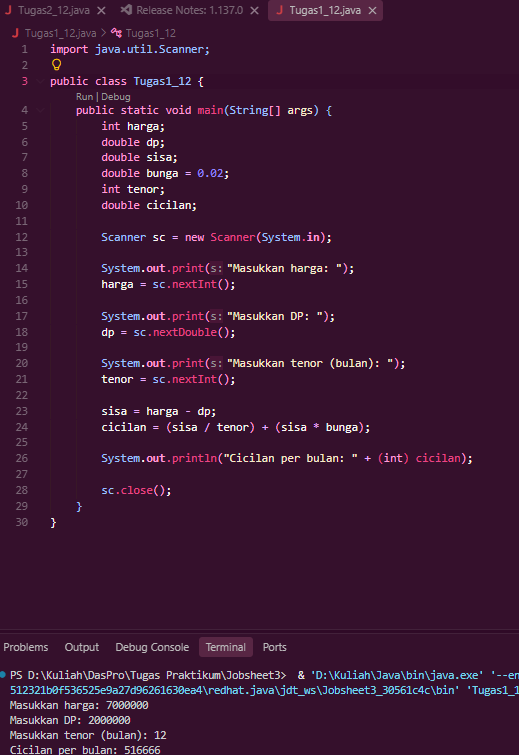 Tugas2_12.java
Release Notes: 1.137.0
Tugas1_12.java
Tugas1_12.java > Tugas1_12
1 import java.util.Scanner;
2
3 public class Tugas1_12 {
Run | Debug
4 public static void main(String[] args) {
5 int harga;
6 double dp;
7 double sisa;
8 double bunga = 0.02;
9 int tenor;
10 double cicilan;
11
12 Scanner sc = new Scanner(System.in);
13
14 System.out.print(s:"Masukkan harga: ");
15 harga = sc.nextInt();
16
17 System.out.print(s:"Masukkan DP: ");
18 dp = sc.nextDouble();
19
20 System.out.print(s:"Masukkan tenor (bulan): ");
21 tenor = sc.nextInt();
22
23 sisa = harga - dp;
24 cicilan = (sisa / tenor) + (sisa * bunga);
25
26 System.out.println("Cicilan per bulan: " + (int) cicilan);
27
28 sc.close();
29 }
30 }
Problems Output Debug Console Terminal Ports
PS D:\Kuliah\DasPro\Tugas Praktikum\Jobsheet3> & 'D:\Kuliah\Java\bin\java.exe' '--en
512321b0f536525e9a27d96261630ea4\redhat.java\jdt_ws\Jobsheet3_30561c4c\bin' 'Tugas1_1
Masukkan harga: 7000000
Masukkan DP: 2000000
Masukkan tenor (bulan): 12
Cicilan per bulan: 516666